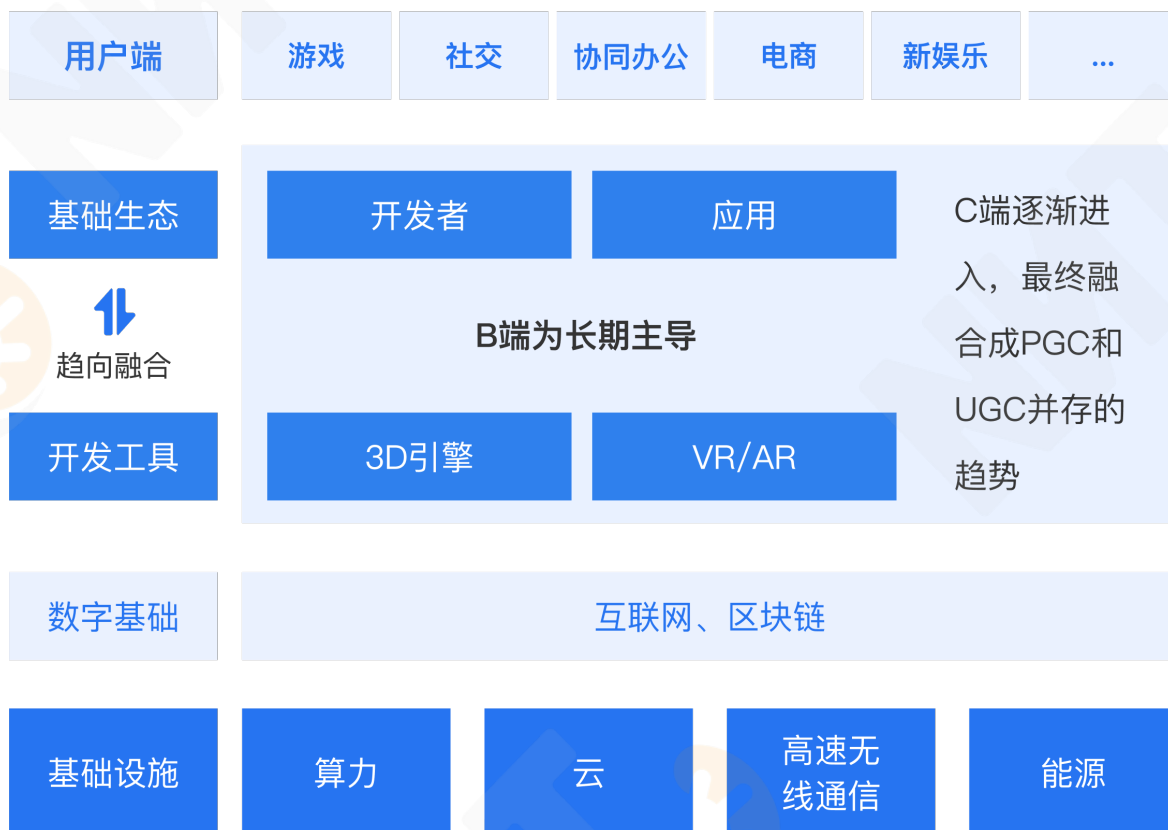 用户端
游戏
社交
协同办公
电商
新娱乐
...
基础生态
开发者
应用
趋向融合
B端为长期主导
C端逐渐进
入，最终融
合成PGC和
UGC并存的
趋势
开发工具
3D引擎
VR/AR
数字基础
互联网、区块链
基础设施
算力
云
高速无
线通信
能源